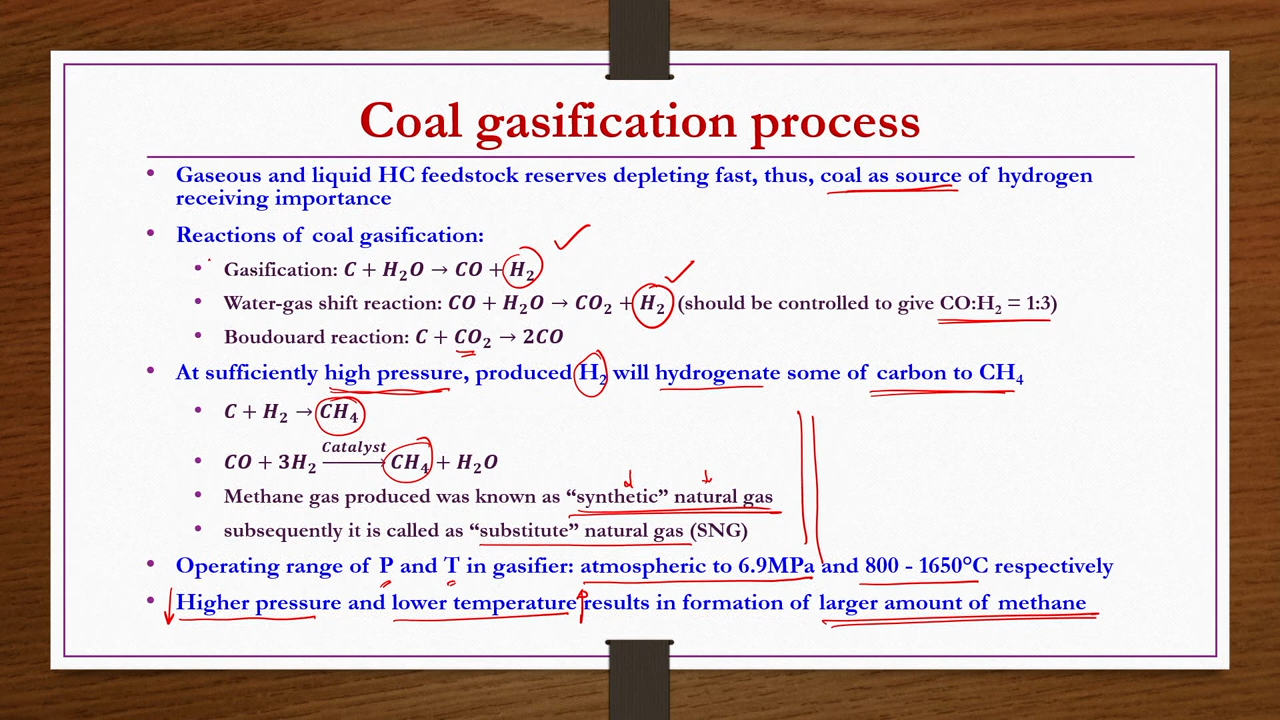 Coal gasification process
• Gaseous and liquid HC feedstock reserves depleting fast, thus, coal as source of hydrogen
receiving importance
• Reactions of coal gasification:
• Gasification: C + H₂O → CO + H₂
• Water-gas shift reaction: CO + H₂O → CO₂ + H₂ (should be controlled to give CO:H₂ = 1:3)
• Boudouard reaction: C + CO₂ → 2CO
• At sufficiently high pressure, produced H₂ will hydrogenate some of carbon to CH₄
• C + H₂ → CH₄
• CO + 3H₂ \xrightarrow{Catalyst} CH₄ + H₂O
• Methane gas produced was known as “synthetic” natural gas
• subsequently it is called as “substitute” natural gas (SNG)
• Operating range of P and T in gasifier: atmospheric to 6.9MPa and 800 - 1650°C respectively
• Higher pressure and lower temperature results in formation of larger amount of methane